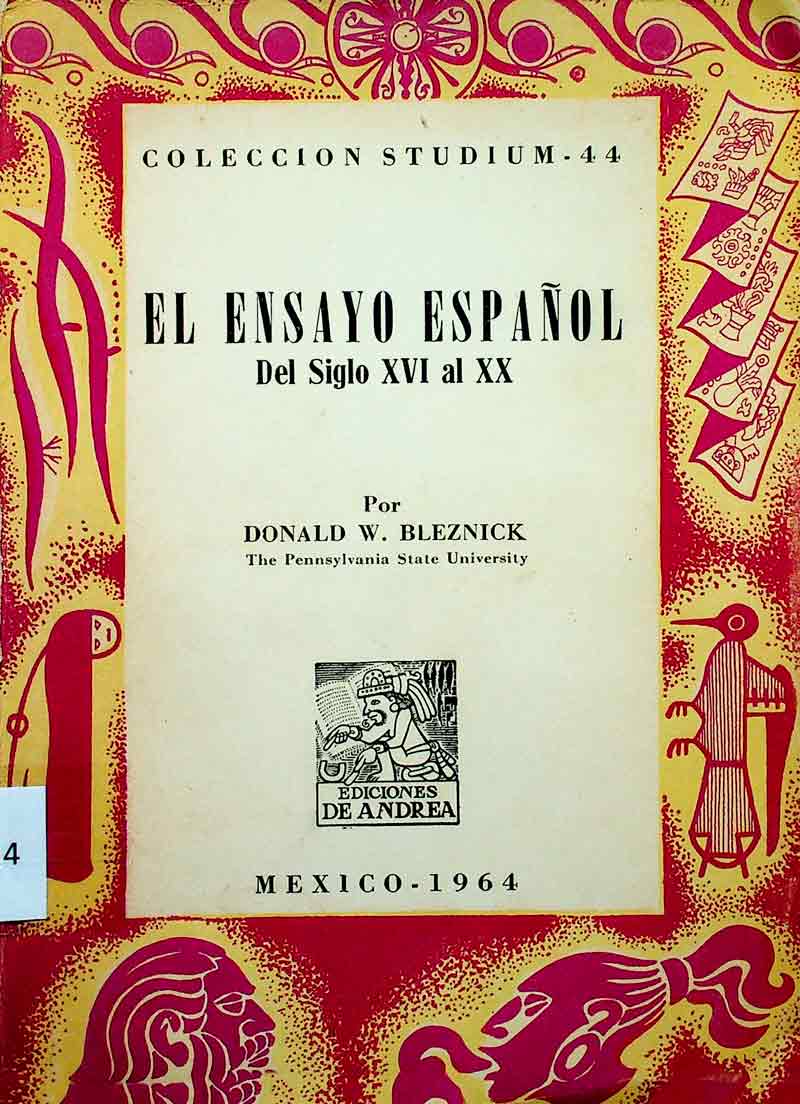 COLECCION STUDIUM - 44
EL ENSAYO ESPAÑOL
Del Siglo XVI al XX
Por
DONALD W. BLEZNICK
The Pennsylvania State University
EDICIONES
DE ANDREA
MEXICO - 1964
4